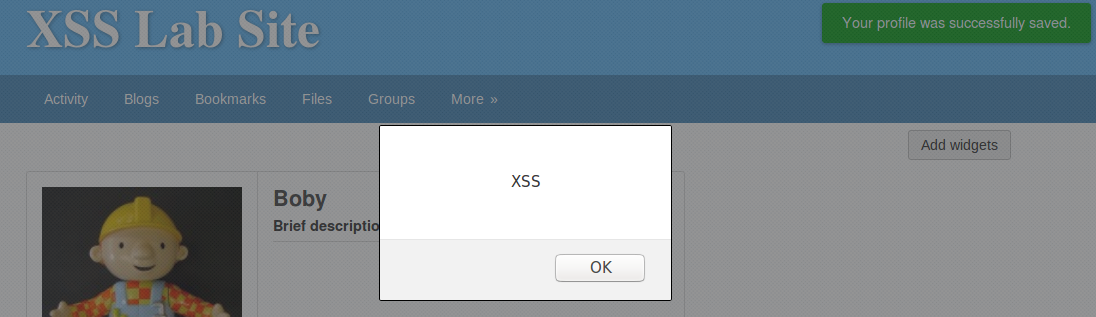 XSS Lab Site
Your profile was successfully saved.
Activity Blogs Bookmarks Files Groups More »
Add widgets
XSS
OK
Boby
Brief descriptio